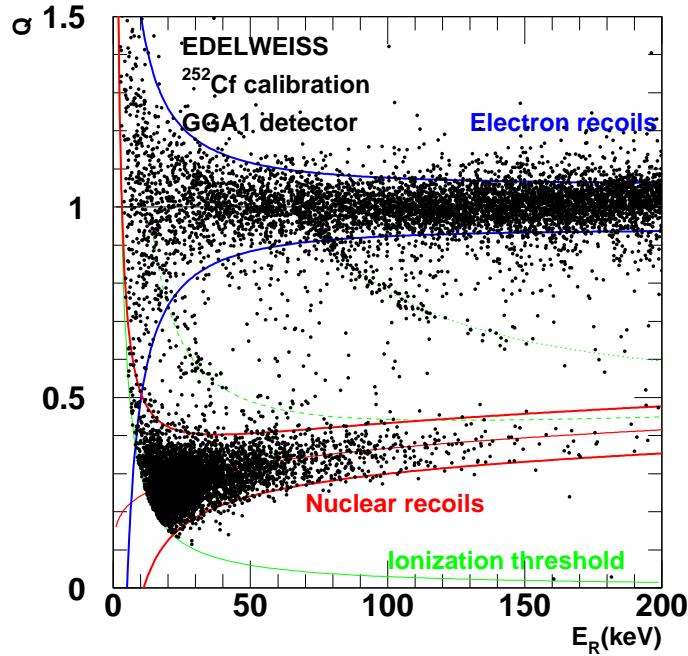 Q
1.5
EDELWEISS
²⁵²Cf calibration
GGA1 detector
Electron recoils
1
0.5
Nuclear recoils
Ionization threshold
0
0 50 100 150 200
E_R(keV)